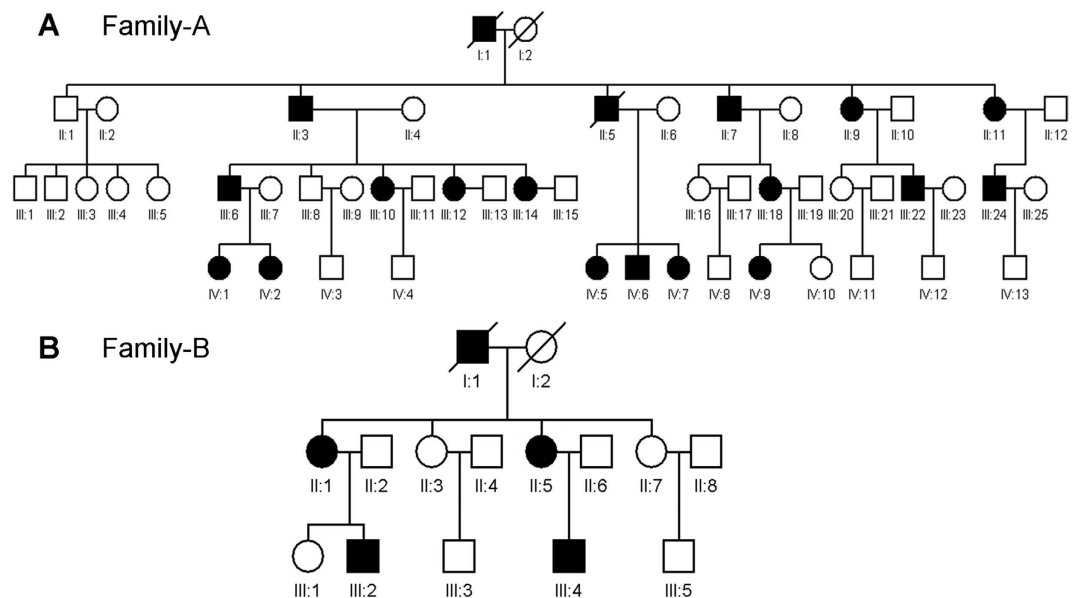 A Family-A
I:1 I:2
II:1 II:2 II:3 II:4 II:5 II:6 II:7 II:8 II:9 II:10 II:11 II:12
III:1 III:2 III:3 III:4 III:5 III:6 III:7 III:8 III:9 III:10 III:11 III:12 III:13 III:14 III:15 III:16 III:17 III:18 III:19 III:20 III:21 III:22 III:23 III:24 III:25
IV:1 IV:2 IV:3 IV:4 IV:5 IV:6 IV:7 IV:8 IV:9 IV:10 IV:11 IV:12 IV:13
B Family-B
I:1 I:2
II:1 II:2 II:3 II:4 II:5 II:6 II:7 II:8
III:1 III:2 III:3 III:4 III:5